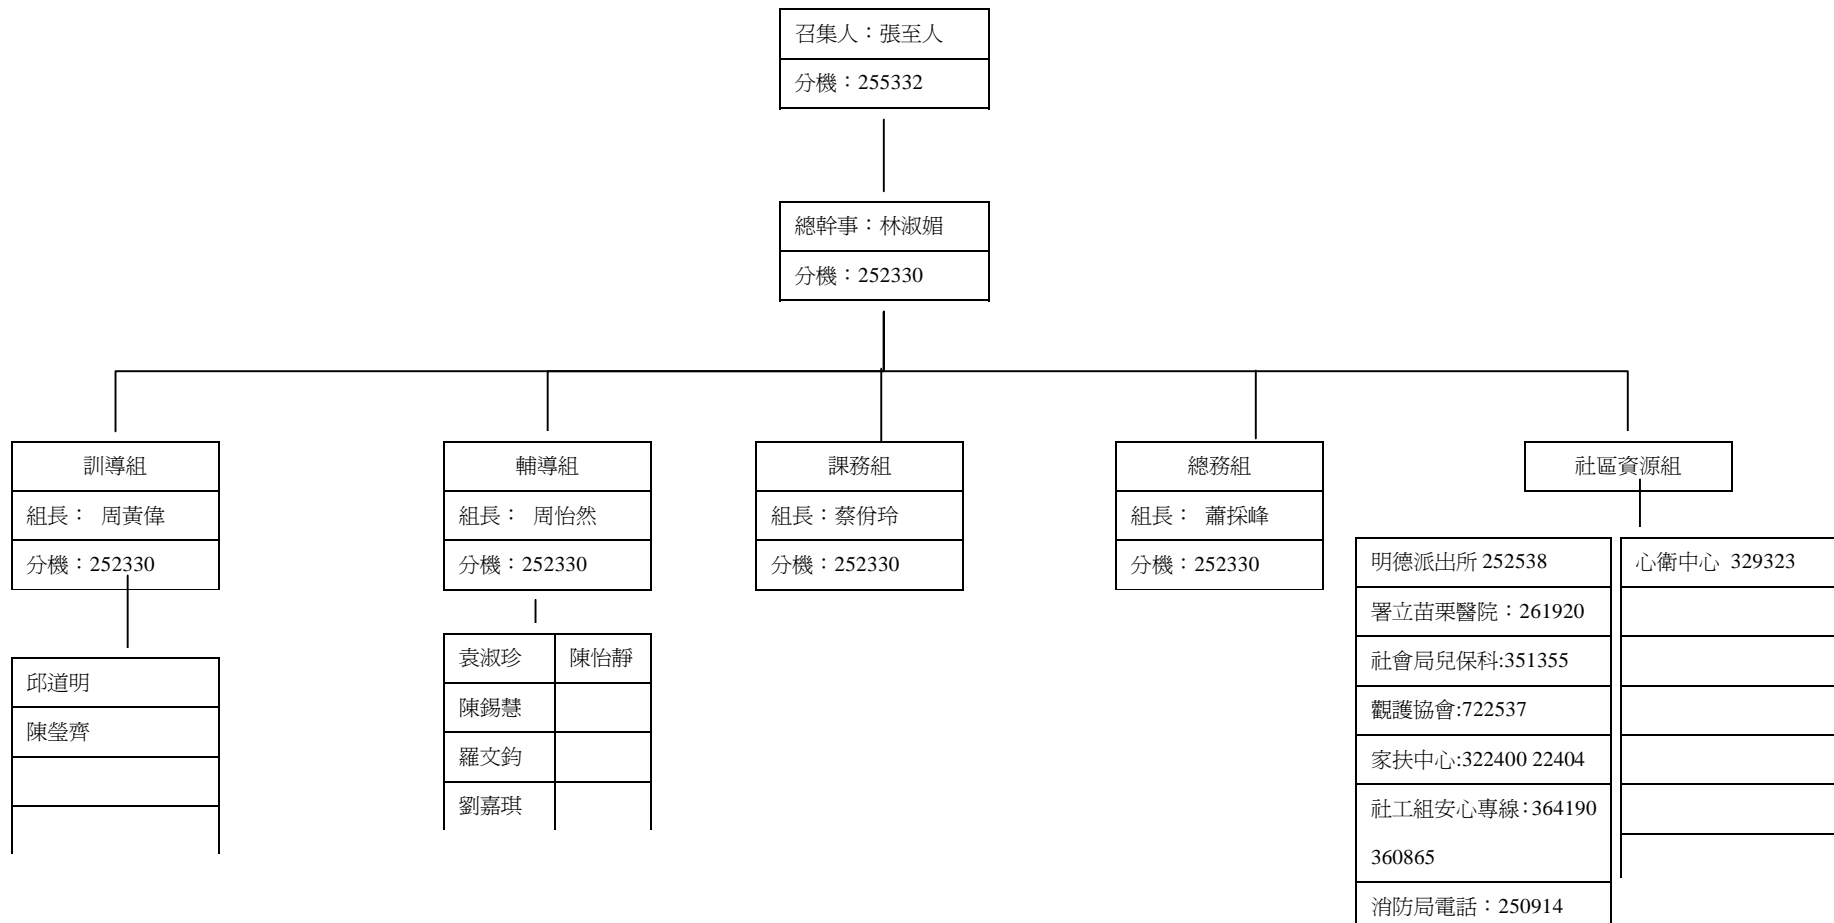 召集人：張至人
分機：255332
總幹事：林淑媚
分機：252330
訓導組
組長： 周黃偉
分機：252330
邱道明
陳瑩齊
輔導組
組長： 周怡然
分機：252330
袁淑珍 陳怡靜
陳錫慧
羅文鈞
劉嘉琪
課務組
組長：蔡佾玲
分機：252330
總務組
組長： 蕭採峰
分機：252330
社區資源組
明德派出所 252538
署立苗栗醫院：261920
社會局兒保科:351355
觀護協會:722537
家扶中心:322400 22404
社工組安心專線:364190
360865
消防局電話：250914
心衛中心 329323